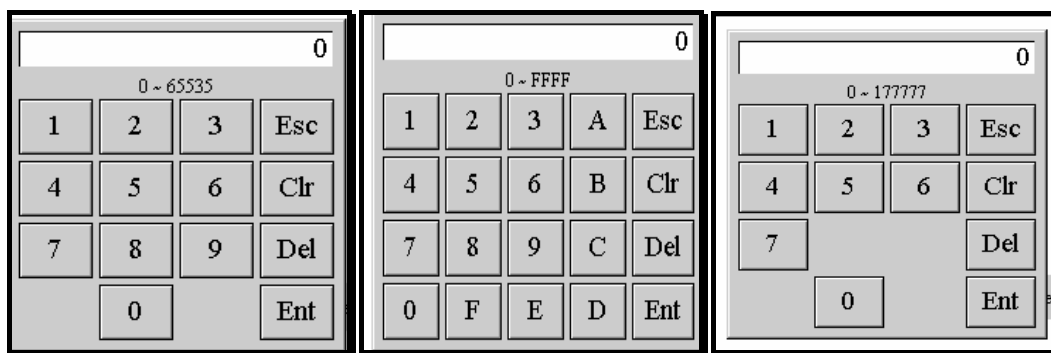 0
0 ~ 65535
1 2 3 Esc
4 5 6 Clr
7 8 9 Del
0 Ent
0
0 ~ FFFF
1 2 3 A Esc
4 5 6 B Clr
7 8 9 C Del
0 F E D Ent
0
0 ~ 177777
1 2 3 Esc
4 5 6 Clr
7 Del
0 Ent